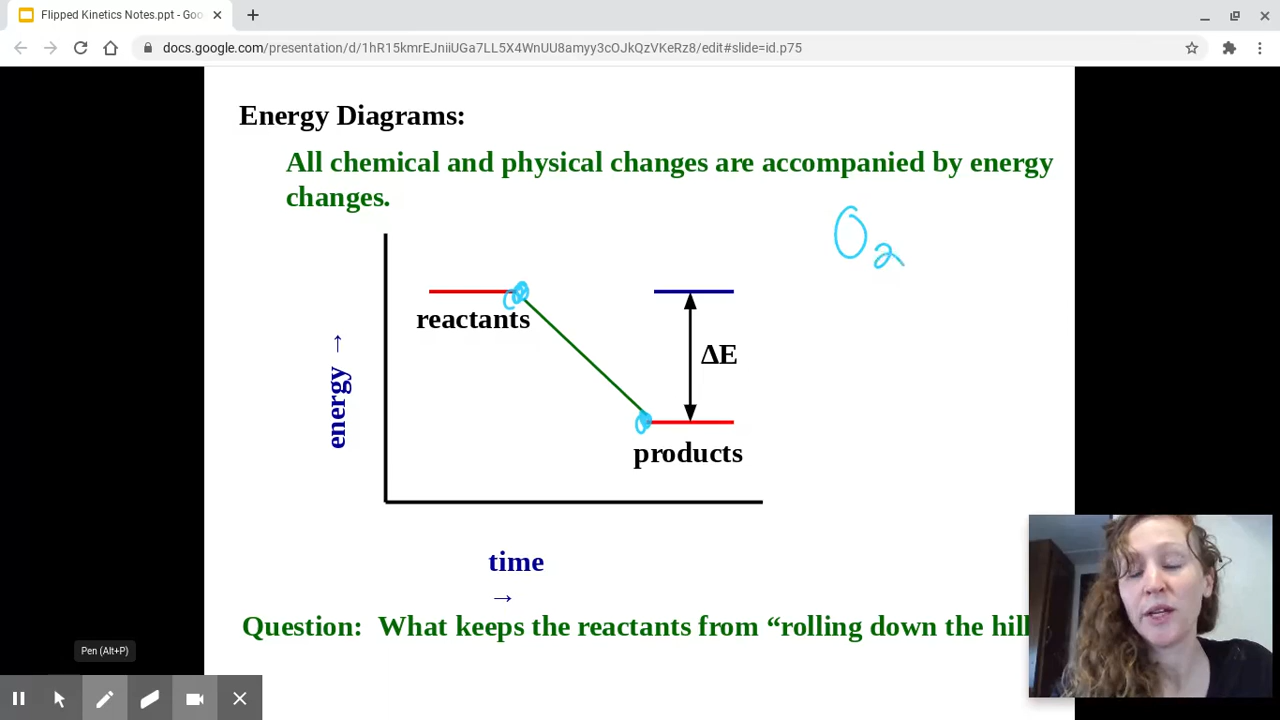 Flipped Kinetics Notes.ppt - Goo
docs.google.com/presentation/d/1hR15kmrEJniiUGa7LL5X4WnUU8amyy3cOJkQzVKeRz8/edit#slide=id.p75
Energy Diagrams:
All chemical and physical changes are accompanied by energy
changes.
O2
reactants
ΔE
energy →
products
time
→
Question: What keeps the reactants from “rolling down the hill
Pen (Alt+P)